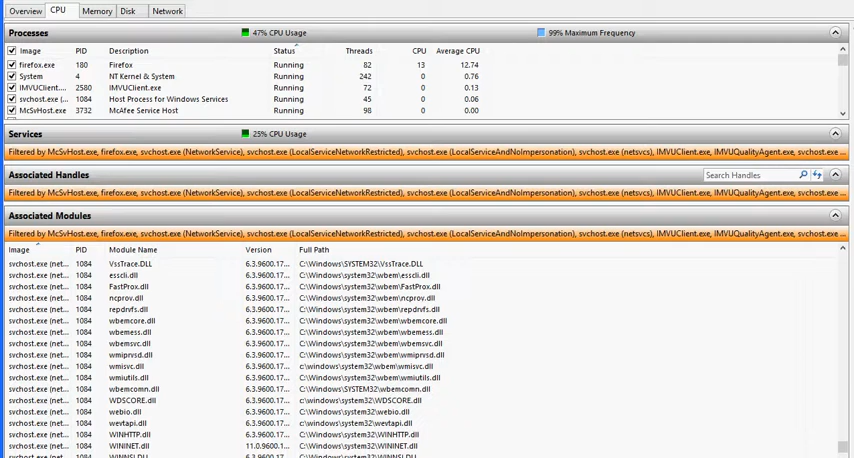 Overview CPU Memory Disk Network
Processes 47% CPU Usage 99% Maximum Frequency
Image PID Description Status Threads CPU Average CPU
firefox.exe 180 Firefox Running 82 13 12.74
System 4 NT Kernel & System Running 242 0 0.76
IMVUClient.... 2580 IMVUClient.exe Running 72 0 0.13
svchost.exe (... 1084 Host Process for Windows Services Running 45 0 0.06
McSvHost.exe 3732 McAfee Service Host Running 98 0 0.00
Services 25% CPU Usage
Filtered by McSvHost.exe, firefox.exe, svchost.exe (NetworkService), svchost.exe (LocalServiceNetworkRestricted), svchost.exe (LocalServiceAndNoImpersonation), svchost.exe (netsvcs), IMVUClient.exe, IMVUQualityAgent.exe, svchost.exe ...
Associated Handles Search Handles
Filtered by McSvHost.exe, firefox.exe, svchost.exe (NetworkService), svchost.exe (LocalServiceNetworkRestricted), svchost.exe (LocalServiceAndNoImpersonation), svchost.exe (netsvcs), IMVUClient.exe, IMVUQualityAgent.exe, svchost.exe ...
Associated Modules
Filtered by McSvHost.exe, firefox.exe, svchost.exe (NetworkService), svchost.exe (LocalServiceNetworkRestricted), svchost.exe (LocalServiceAndNoImpersonation), svchost.exe (netsvcs), IMVUClient.exe, IMVUQualityAgent.exe, svchost.exe ...
Image PID Module Name Version Full Path
svchost.exe (net... 1084 VssTrace.DLL 6.3.9600.17... C:\Windows\SYSTEM32\VssTrace.DLL
svchost.exe (net... 1084 esscli.dll 6.3.9600.17... C:\Windows\system32\wbem\esscli.dll
svchost.exe (net... 1084 FastProx.dll 6.3.9600.17... C:\Windows\system32\wbem\FastProx.dll
svchost.exe (net... 1084 ncprov.dll 6.3.9600.17... C:\Windows\system32\wbem\ncprov.dll
svchost.exe (net... 1084 repdnrfs.dll 6.3.9600.17... C:\Windows\system32\wbem\repdnrfs.dll
svchost.exe (net... 1084 wbemcore.dll 6.3.9600.17... C:\Windows\system32\wbem\wbemcore.dll
svchost.exe (net... 1084 wbemess.dll 6.3.9600.17... C:\Windows\system32\wbem\wbemess.dll
svchost.exe (net... 1084 wmiprvsd.dll 6.3.9600.17... C:\Windows\system32\wbem\wmiprvsd.dll
svchost.exe (net... 1084 wmisvc.dll 6.3.9600.17... c:\windows\system32\wbem\wmisvc.dll
svchost.exe (net... 1084 wmiutils.dll 6.3.9600.17... C:\Windows\system32\wbem\wmiutils.dll
svchost.exe (net... 1084 wbemcomn.dll 6.3.9600.17... C:\Windows\SYSTEM32\wbemcomn.dll
svchost.exe (net... 1084 WDSCORE.dll 6.3.9600.17... c:\windows\system32\WDSCORE.dll
svchost.exe (net... 1084 webio.dll 6.3.9600.17... C:\Windows\system32\webio.dll
svchost.exe (net... 1084 wevtapi.dll 6.3.9600.17... C:\Windows\system32\wevtapi.dll
svchost.exe (net... 1084 WINHTTP.dll 6.3.9600.17... C:\Windows\system32\WINHTTP.dll
svchost.exe (net... 1084 WININET.dll 11.0.9600.1... C:\Windows\system32\WININET.dll